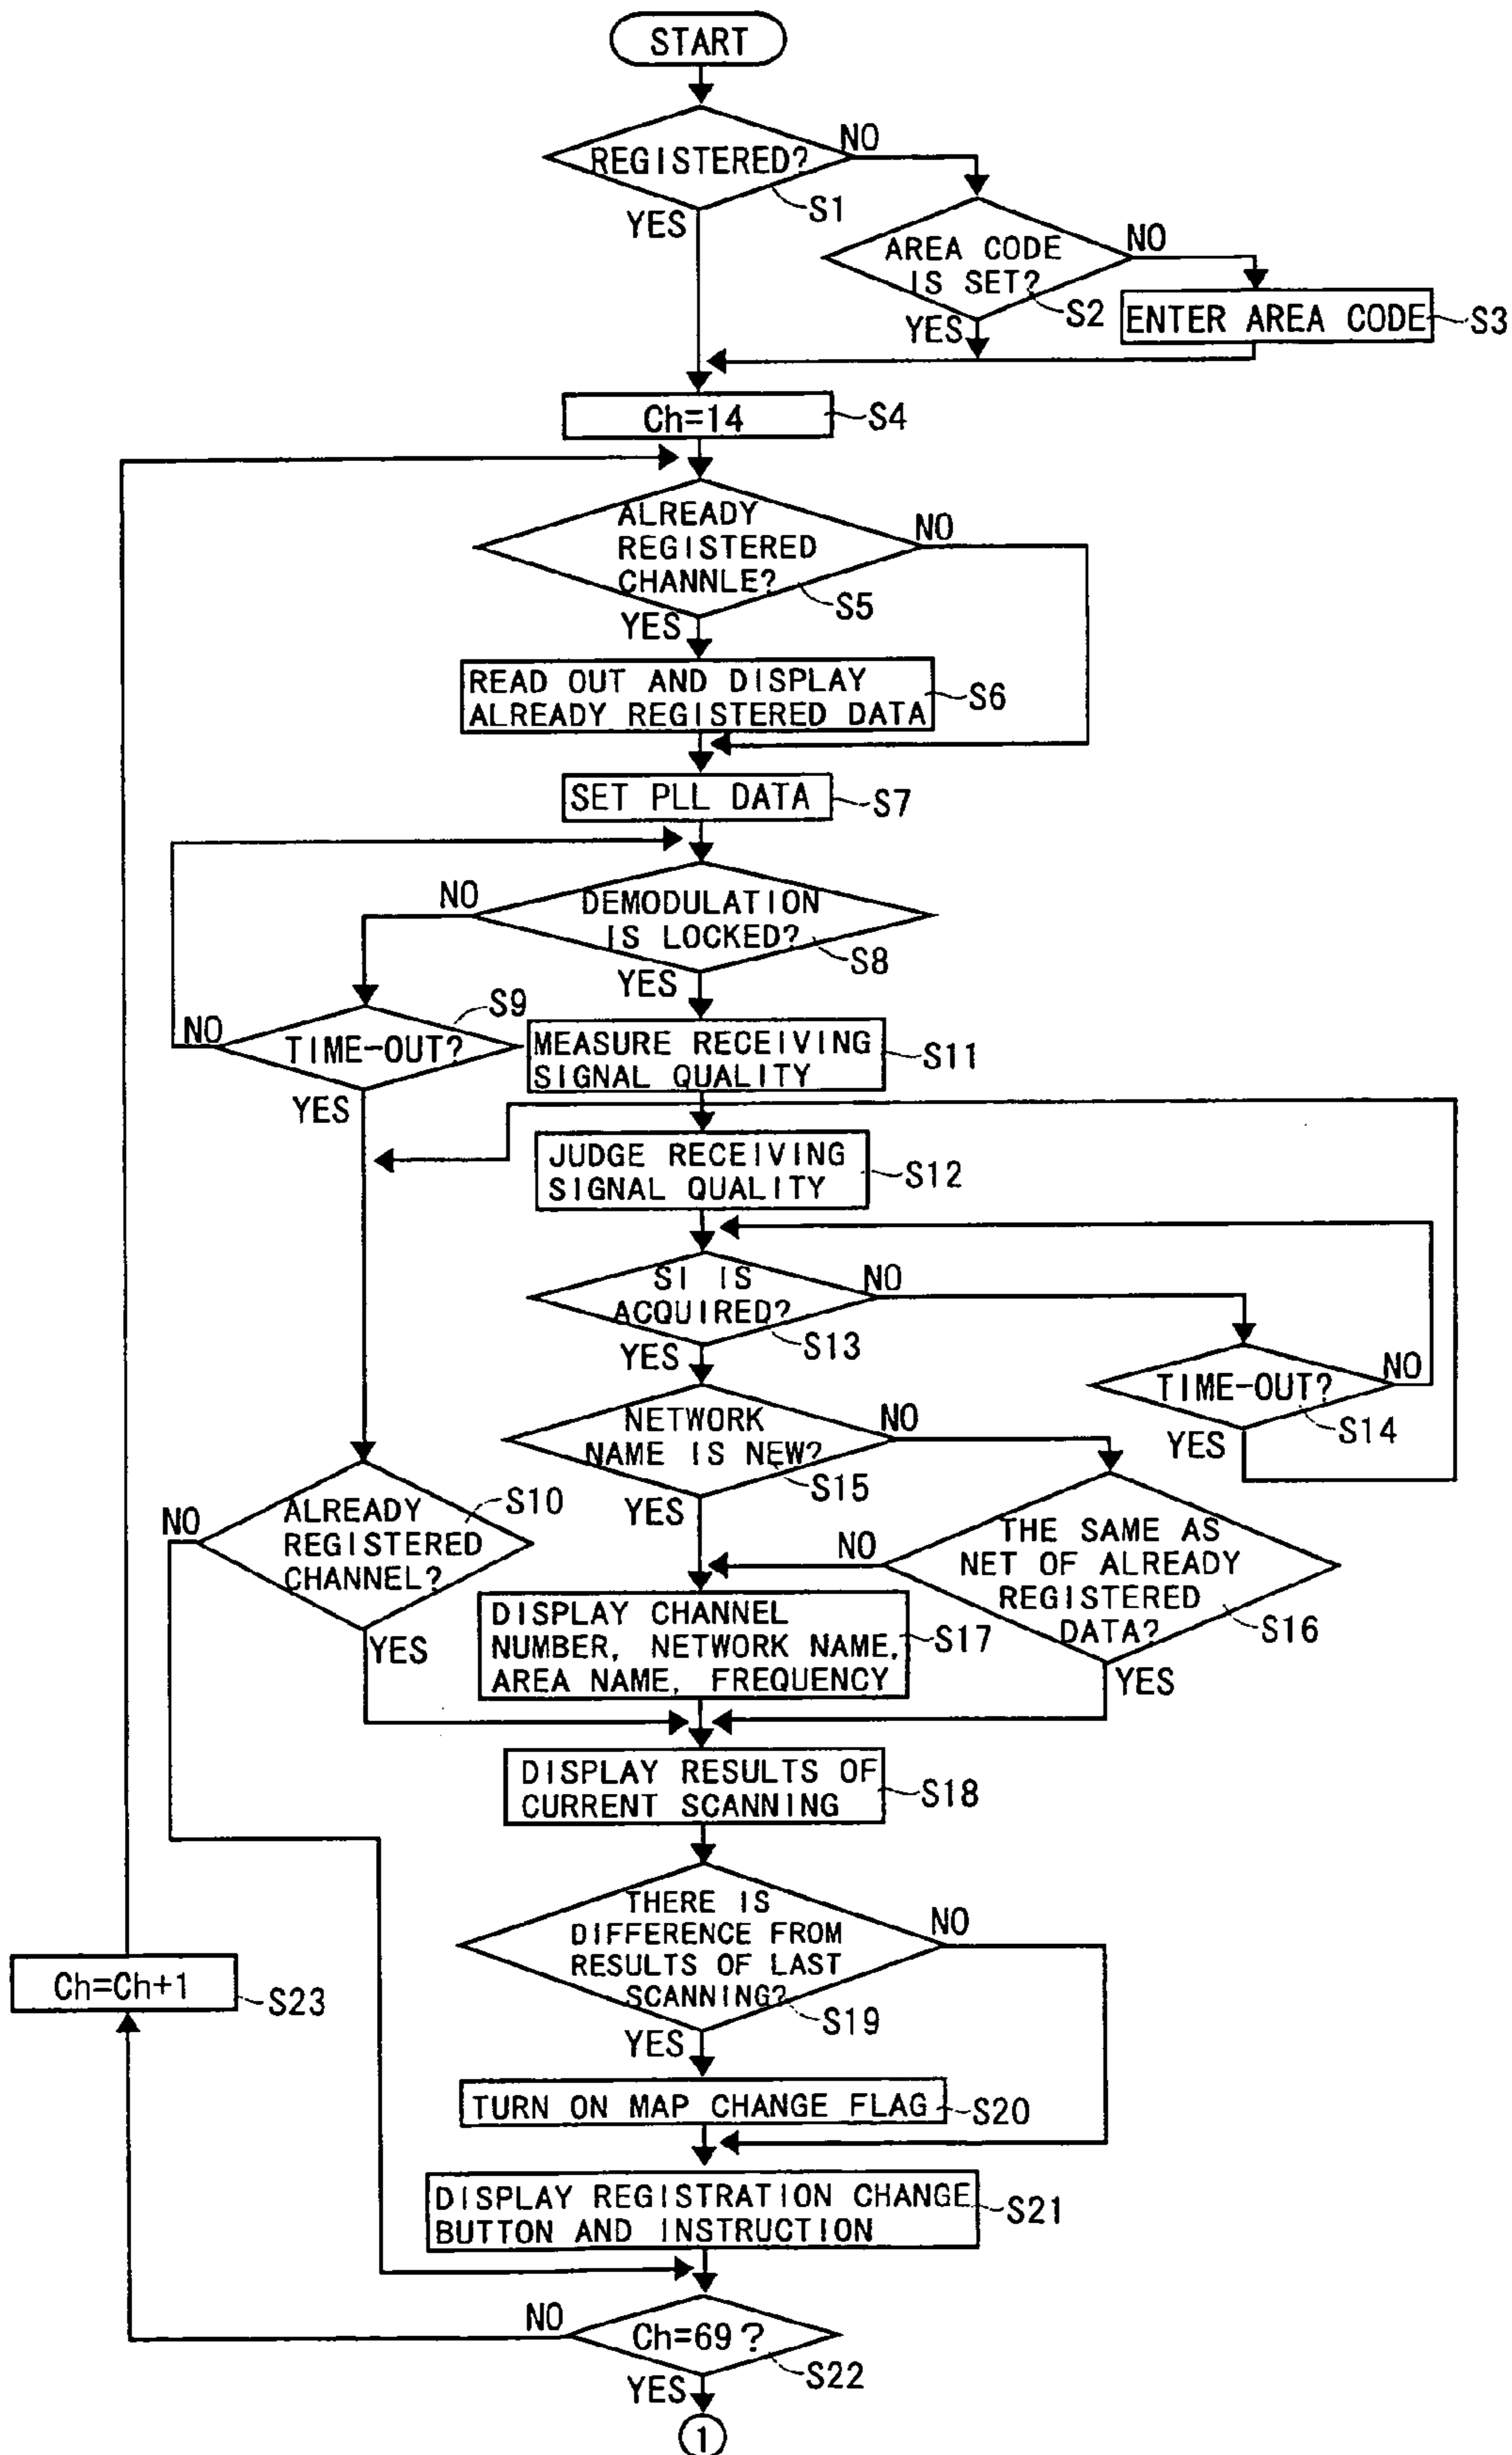 START
REGISTERED?
NO
S1
YES
AREA CODE
IS SET?
NO
S2
YES
ENTER AREA CODE
S3
Ch=14
S4
ALREADY
REGISTERED
CHANNLE?
NO
S5
YES
READ OUT AND DISPLAY
ALREADY REGISTERED DATA
S6
SET PLL DATA
S7
NO
DEMODULATION
IS LOCKED?
S8
YES
S9
NO
TIME-OUT?
YES
MEASURE RECEIVING
SIGNAL QUALITY
S11
JUDGE RECEIVING
SIGNAL QUALITY
S12
SI IS
ACQUIRED?
NO
S13
YES
TIME-OUT?
NO
S14
YES
NETWORK
NAME IS NEW?
NO
S15
YES
NO
ALREADY
REGISTERED
CHANNEL?
S10
YES
NO
THE SAME AS
NET OF ALREADY
REGISTERED
DATA?
S16
YES
DISPLAY CHANNEL
NUMBER, NETWORK NAME,
AREA NAME, FREQUENCY
S17
DISPLAY RESULTS OF
CURRENT SCANNING
S18
THERE IS
DIFFERENCE FROM
RESULTS OF LAST
SCANNING?
NO
S19
YES
Ch=Ch+1
S23
TURN ON MAP CHANGE FLAG
S20
DISPLAY REGISTRATION CHANGE
BUTTON AND INSTRUCTION
S21
NO
Ch=69?
S22
YES
1